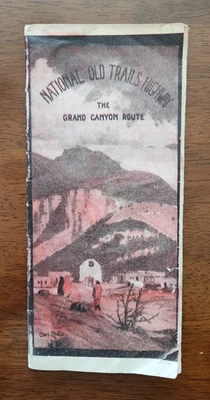 NATIONAL OLD TRAILS HIGHWAY
THE
GRAND CANYON ROUTE